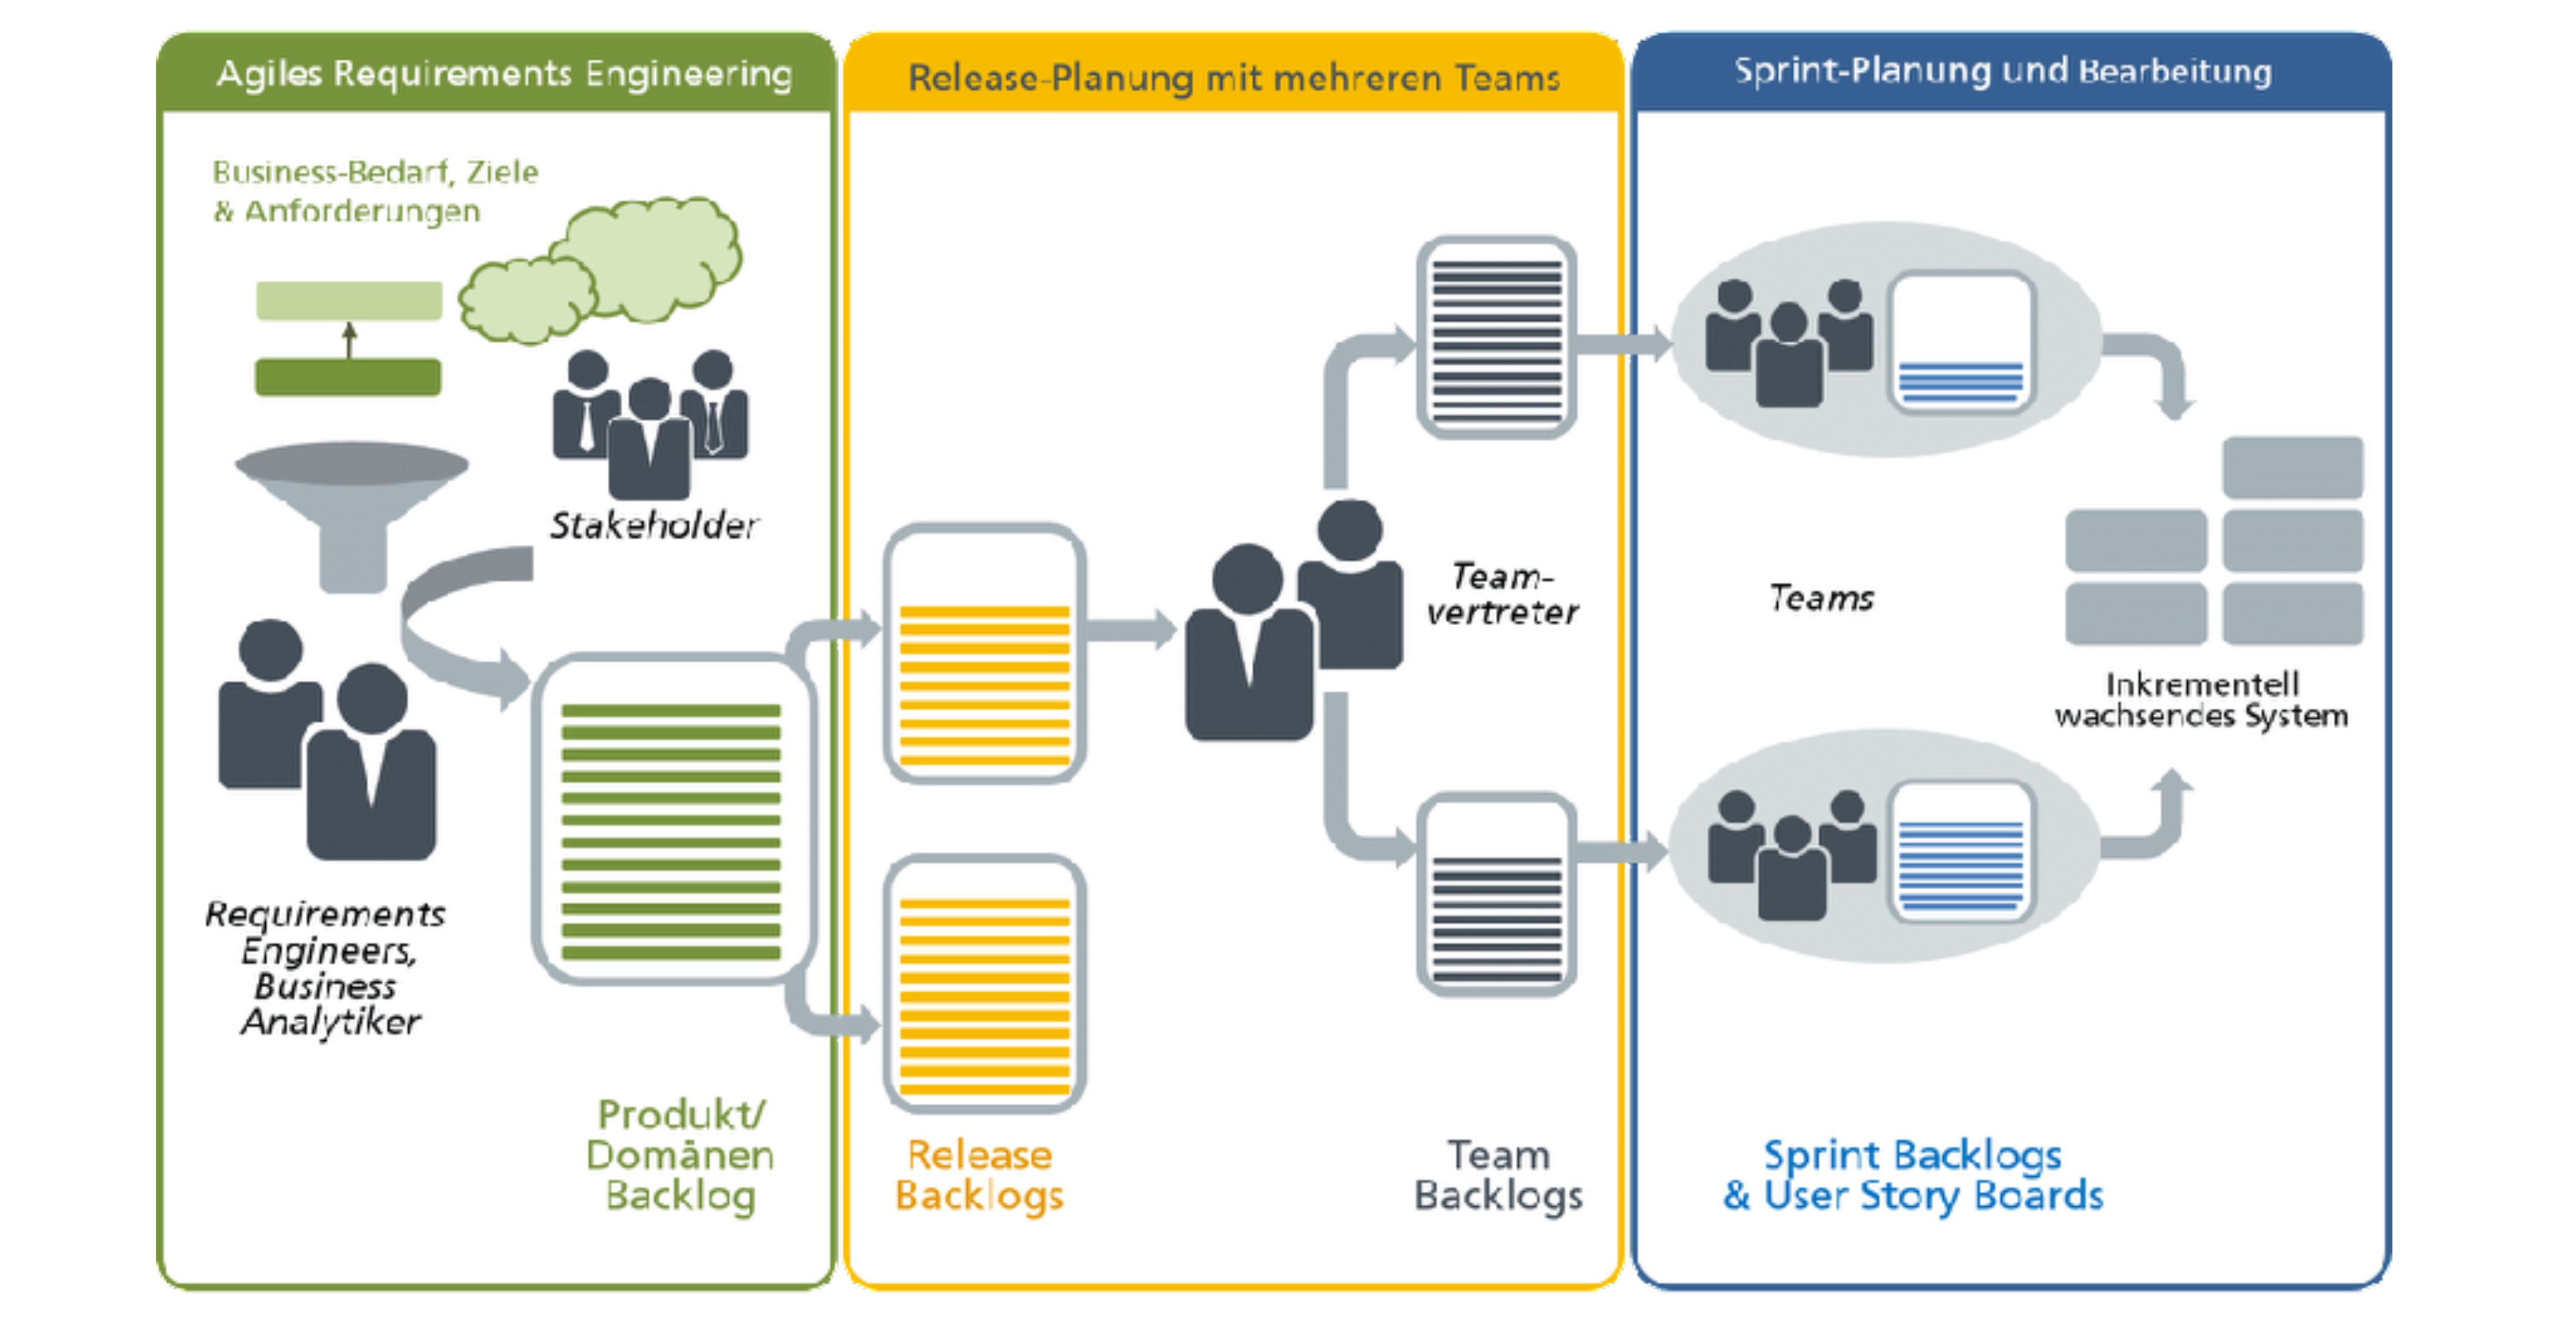 Agiles Requirements Engineering
Business-Bedarf, Ziele
& Anforderungen
Stakeholder
Requirements
Engineers,
Business
Analytiker
Produkt/
Domänen
Backlog
Release-Planung mit mehreren Teams
Team-
vertreter
Release
Backlogs
Team
Backlogs
Sprint-Planung und Bearbeitung
Teams
Inkrementell
wachsendes System
Sprint Backlogs
& User Story Boards